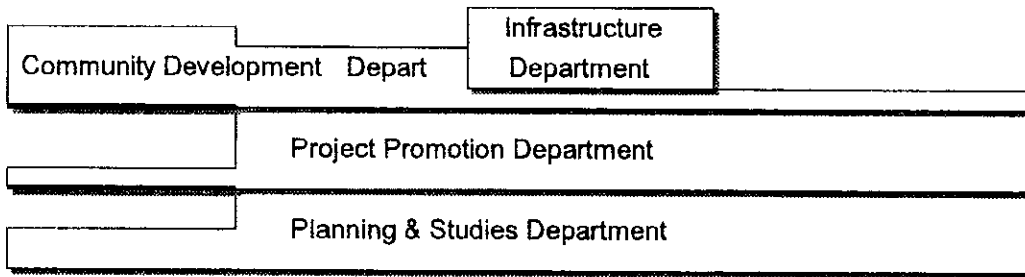 Infrastructure
Department
Community Development Depart
Project Promotion Department
Planning & Studies Department